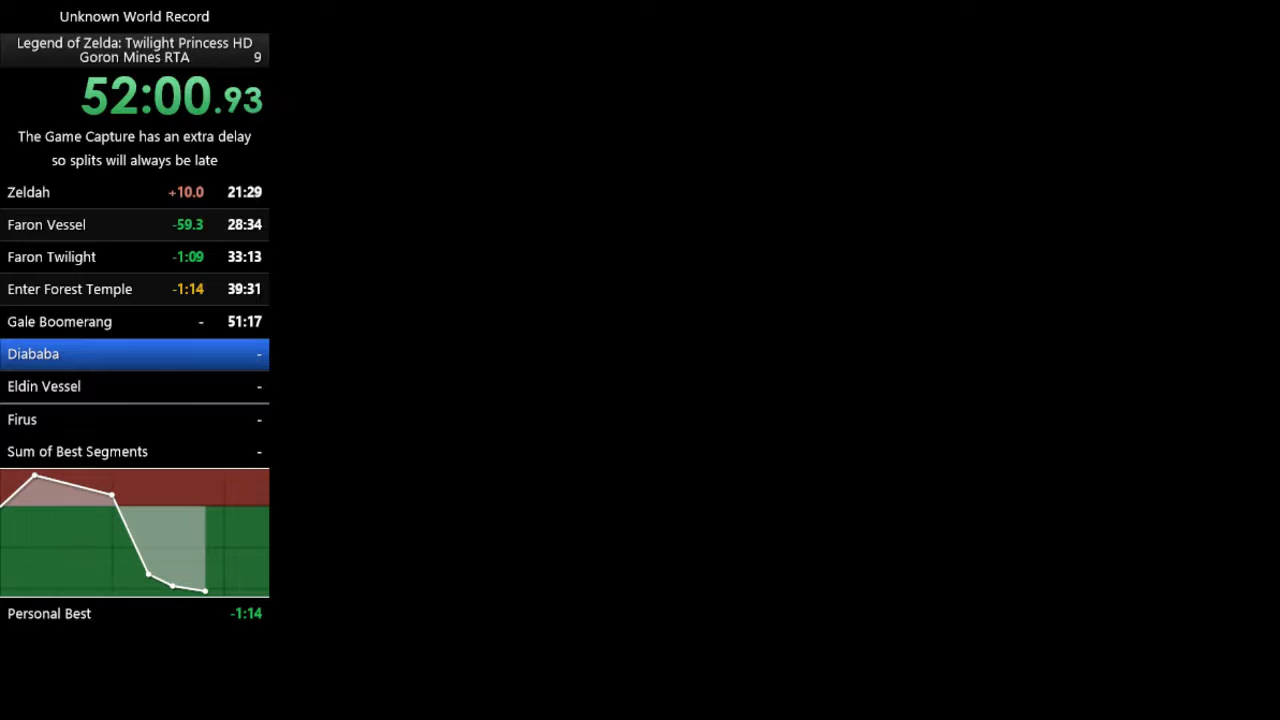 Unknown World Record
Legend of Zelda: Twilight Princess HD
Goron Mines RTA 9
52:00.93
The Game Capture has an extra delay
so splits will always be late
Zeldah +10.0 21:29
Faron Vessel -59.3 28:34
Faron Twilight -1:09 33:13
Enter Forest Temple -1:14 39:31
Gale Boomerang - 51:17
Diababa -
Eldin Vessel -
Firus -
Sum of Best Segments -
Personal Best -1:14